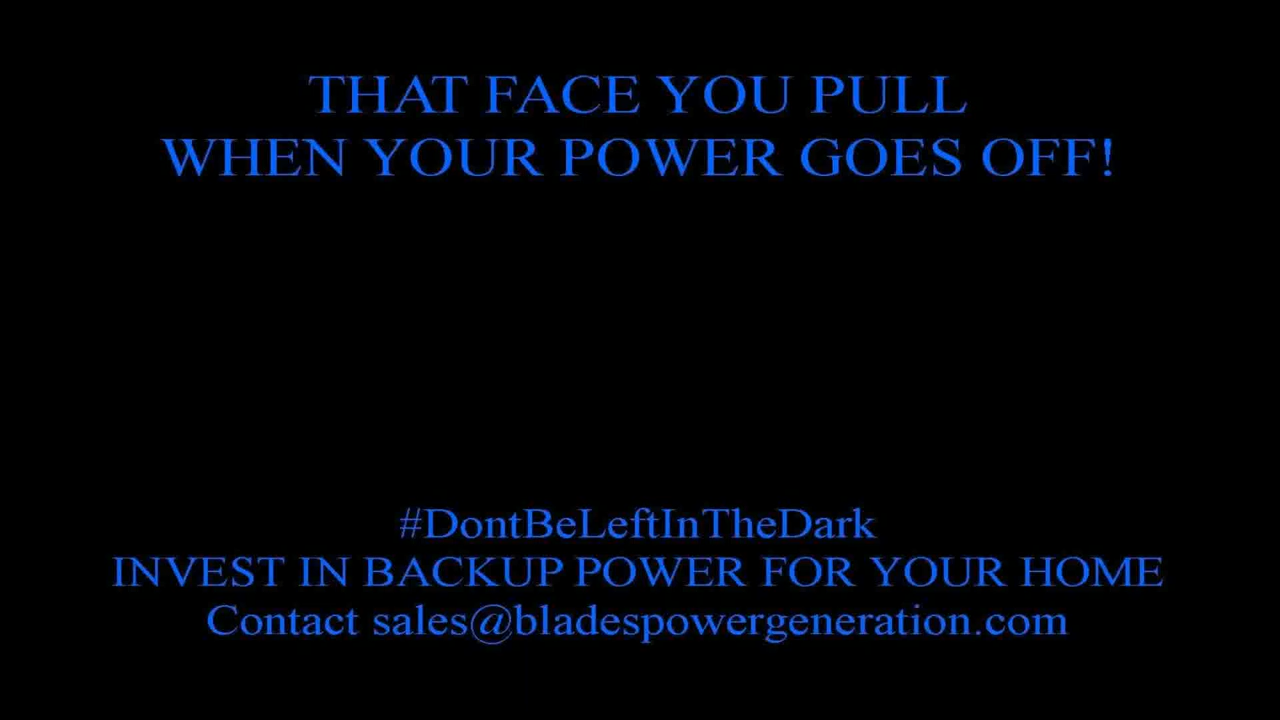 THAT FACE YOU PULL
WHEN YOUR POWER GOES OFF!
#DontBeLeftInTheDark
INVEST IN BACKUP POWER FOR YOUR HOME
Contact sales@bladespowergeneration.com